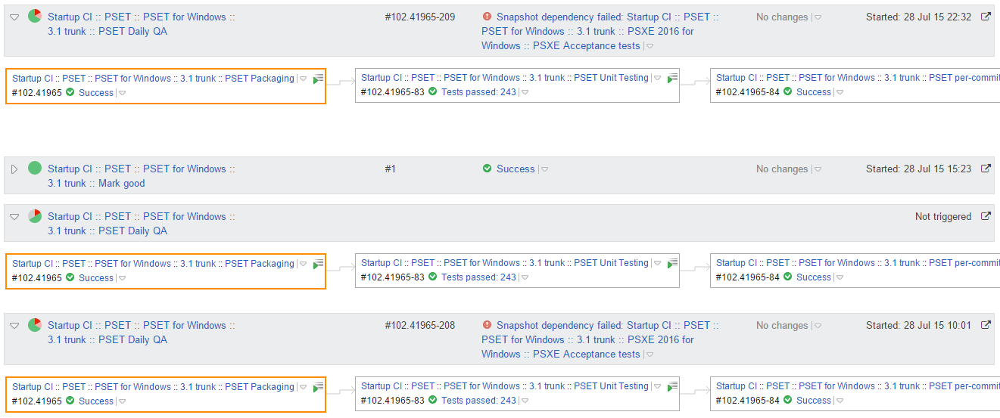 Startup CI :: PSET :: PSET for Windows :: #102.41965-209 Snapshot dependency failed: Startup CI :: PSET :: No changes Started: 28 Jul 15 22:32
3.1 trunk :: PSET Daily QA PSET for Windows :: 3.1 trunk :: PSXE 2016 for
Windows :: PSXE Acceptance tests
Startup CI :: PSET :: PSET for Windows :: 3.1 trunk :: PSET Packaging Startup CI :: PSET :: PSET for Windows :: 3.1 trunk :: PSET Unit Testing Startup CI :: PSET :: PSET for Windows :: 3.1 trunk :: PSET per-commit
#102.41965 Success #102.41965-83 Tests passed: 243 #102.41965-84 Success
Startup CI :: PSET :: PSET for Windows :: #1 Success No changes Started: 28 Jul 15 15:23
3.1 trunk :: Mark good
Startup CI :: PSET :: PSET for Windows :: Not triggered
3.1 trunk :: PSET Daily QA
Startup CI :: PSET :: PSET for Windows :: 3.1 trunk :: PSET Packaging Startup CI :: PSET :: PSET for Windows :: 3.1 trunk :: PSET Unit Testing Startup CI :: PSET :: PSET for Windows :: 3.1 trunk :: PSET per-commit
#102.41965 Success #102.41965-83 Tests passed: 243 #102.41965-84 Success
Startup CI :: PSET :: PSET for Windows :: #102.41965-208 Snapshot dependency failed: Startup CI :: PSET :: No changes Started: 28 Jul 15 10:01
3.1 trunk :: PSET Daily QA PSET for Windows :: 3.1 trunk :: PSXE 2016 for
Windows :: PSXE Acceptance tests
Startup CI :: PSET :: PSET for Windows :: 3.1 trunk :: PSET Packaging Startup CI :: PSET :: PSET for Windows :: 3.1 trunk :: PSET Unit Testing Startup CI :: PSET :: PSET for Windows :: 3.1 trunk :: PSET per-commit
#102.41965 Success #102.41965-83 Tests passed: 243 #102.41965-84 Success